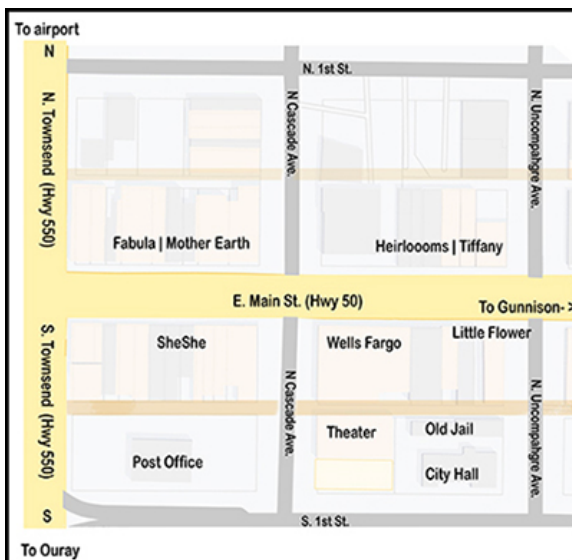 To airport
N
N. 1st St.
N. Townsend (Hwy 550)
N Cascade Ave.
N. Uncompahgre Ave.
Fabula | Mother Earth
Heirloooms | Tiffany
E. Main St. (Hwy 50)
To Gunnison- >
S. Townsend (Hwy 550)
SheShe
Wells Fargo
Little Flower
N Cascade Ave.
N. Uncompahgre Ave.
Theater
Old Jail
Post Office
City Hall
S
S. 1st St.
To Ouray